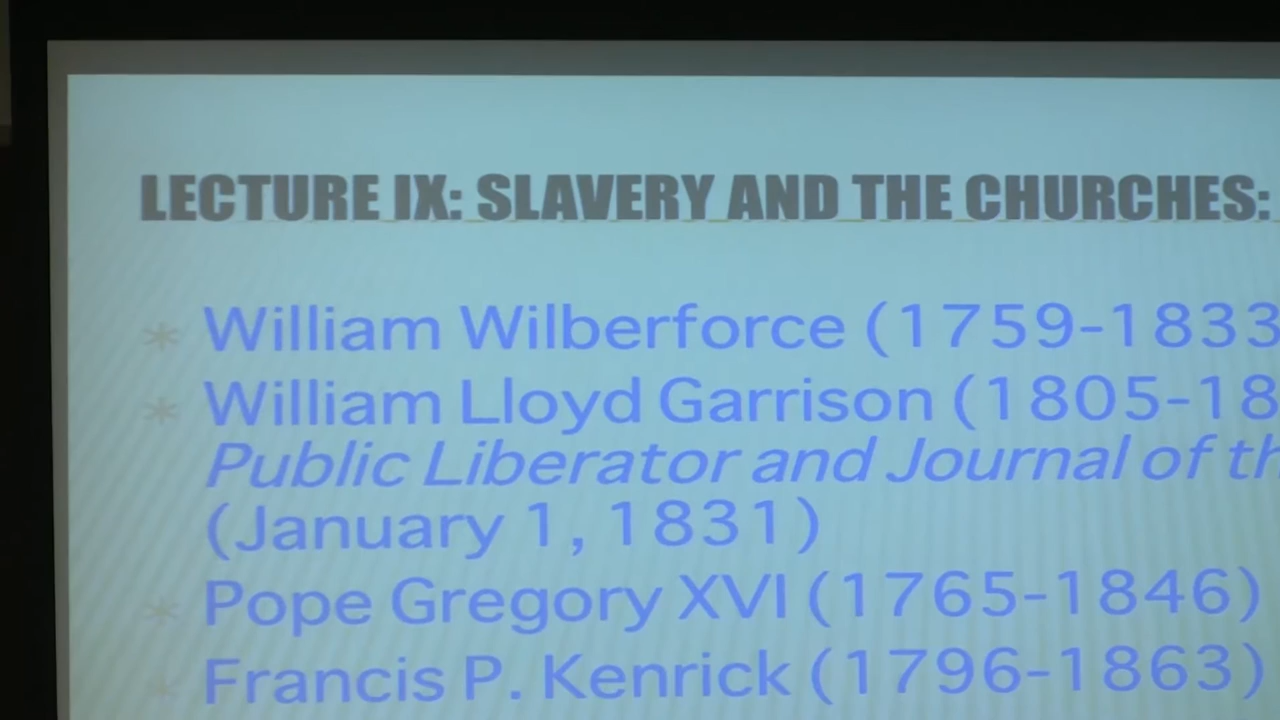 LECTURE IX: SLAVERY AND THE CHURCHES:
* William Wilberforce (1759-1833
* William Lloyd Garrison (1805-18
Public Liberator and Journal of th
(January 1, 1831)
* Pope Gregory XVI (1765-1846)
* Francis P. Kenrick (1796-1863)